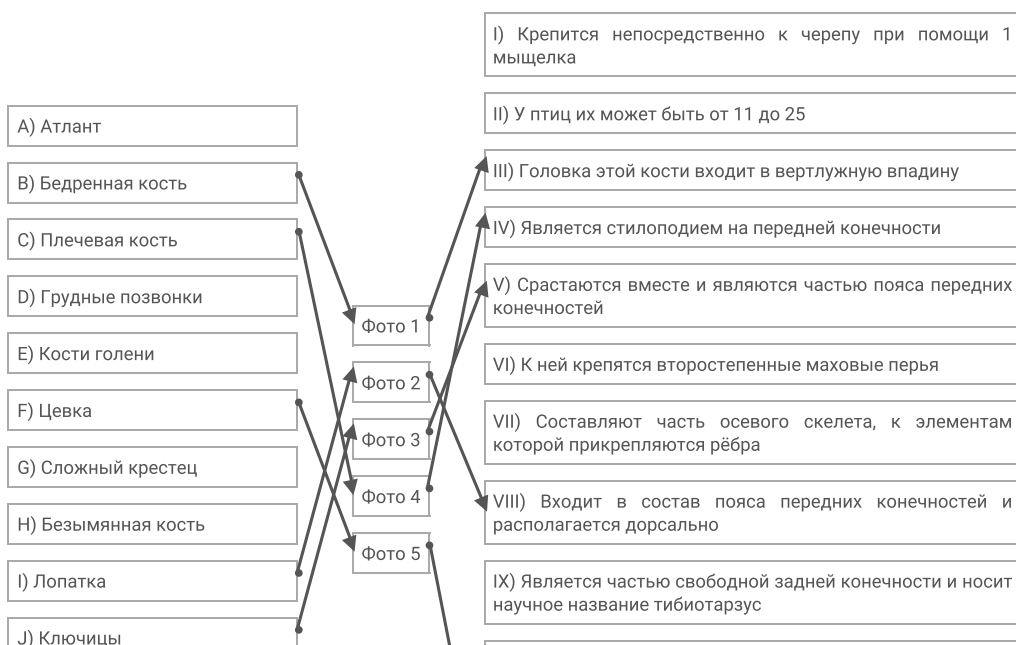 A) Атлант
B) Бедренная кость
C) Плечевая кость
D) Грудные позвонки
E) Кости голени
F) Цевка
G) Сложный крестец
H) Безымянная кость
I) Лопатка
J) Ключицы
Фото 1
Фото 2
Фото 3
Фото 4
Фото 5
I) Крепится непосредственно к черепу при помощи 1
мыщелка
II) У птиц их может быть от 11 до 25
III) Головка этой кости входит в вертлужную впадину
IV) Является стилоподием на передней конечности
V) Срастаются вместе и являются частью пояса передних
конечностей
VI) К ней крепятся второстепенные маховые перья
VII) Составляют часть осевого скелета, к элементам
которой прикрепляются рёбра
VIII) Входит в состав пояса передних конечностей и
располагается дорсально
IX) Является частью свободной задней конечности и носит
научное название тибиотарзус